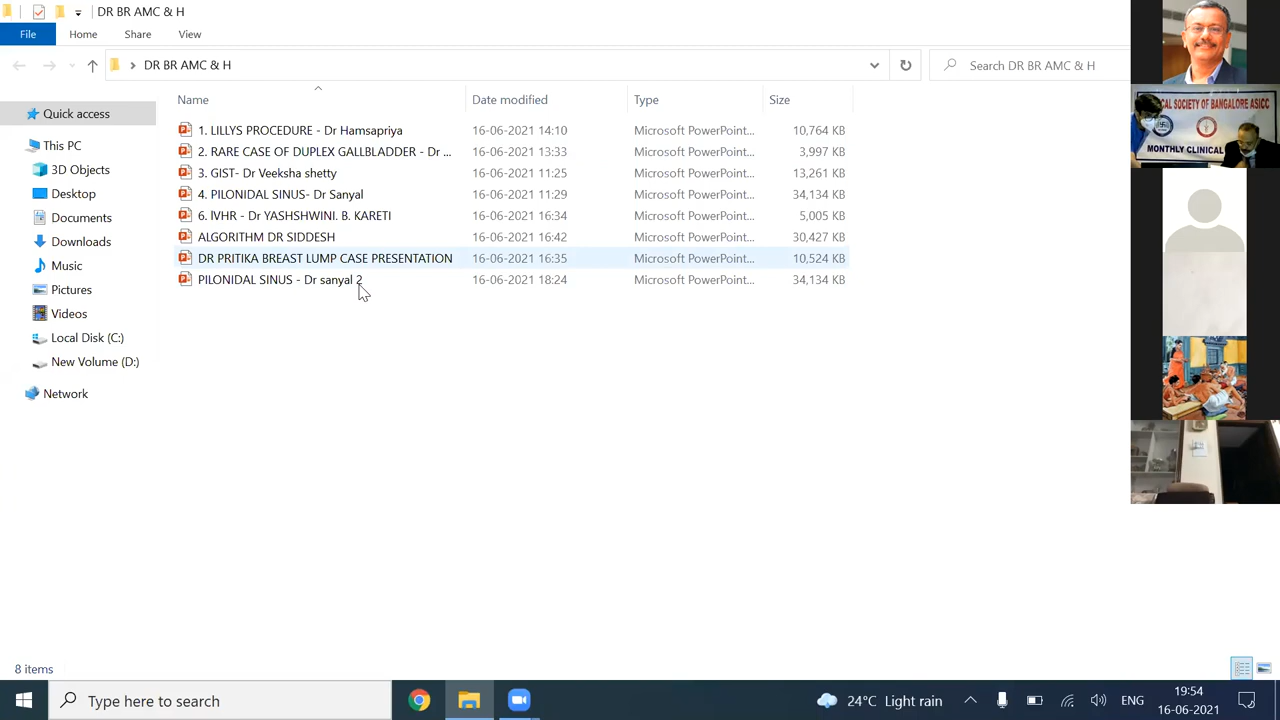 DR BR AMC & H
File Home Share View
DR BR AMC & H
Search DR BR AMC & H
Name Date modified Type Size
Quick access
This PC
3D Objects
Desktop
Documents
Downloads
Music
Pictures
Videos
Local Disk (C:)
New Volume (D:)
Network
1. LILLYS PROCEDURE - Dr Hamsapriya 16-06-2021 14:10 Microsoft PowerPoint... 10,764 KB
2. RARE CASE OF DUPLEX GALLBLADDER - Dr ... 16-06-2021 13:33 Microsoft PowerPoint... 3,997 KB
3. GIST- Dr Veeksha shetty 16-06-2021 11:25 Microsoft PowerPoint... 13,261 KB
4. PILONIDAL SINUS- Dr Sanyal 16-06-2021 11:29 Microsoft PowerPoint... 34,134 KB
6. IVHR - Dr YASHSHWINI. B. KARETI 16-06-2021 16:34 Microsoft PowerPoint... 5,005 KB
ALGORITHM DR SIDDESH 16-06-2021 16:42 Microsoft PowerPoint... 30,427 KB
DR PRITIKA BREAST LUMP CASE PRESENTATION 16-06-2021 16:35 Microsoft PowerPoint... 10,524 KB
PILONIDAL SINUS - Dr sanyal 2 16-06-2021 18:24 Microsoft PowerPoint... 34,134 KB
CAL SOCIETY OF BANGALORE ASICC
MONTHLY CLINICAL
8 items
Type here to search
24°C Light rain
ENG
19:54
16-06-2021